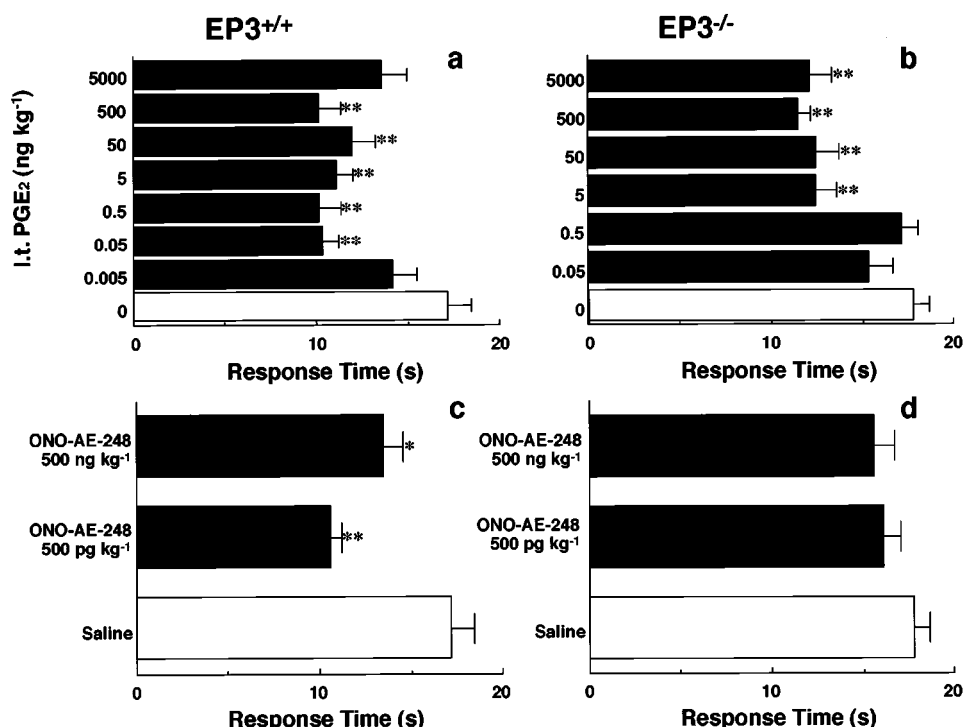 EP3+/+
EP3-/-
I.t. PGE2 (ng kg-1)
a
5000
**
500
**
50
**
5
**
0.5
**
0.05
0.005
0
0 10 20
Response Time (s)
b
5000 **
500 **
50 **
5 **
0.5
0.05
0
0 10 20
Response Time (s)
c
ONO-AE-248
500 ng kg-1
*
ONO-AE-248
500 pg kg-1
**
Saline
0 10 20
Response Time (s)
d
ONO-AE-248
500 ng kg-1
ONO-AE-248
500 pg kg-1
Saline
0 10 20
Response Time (s)